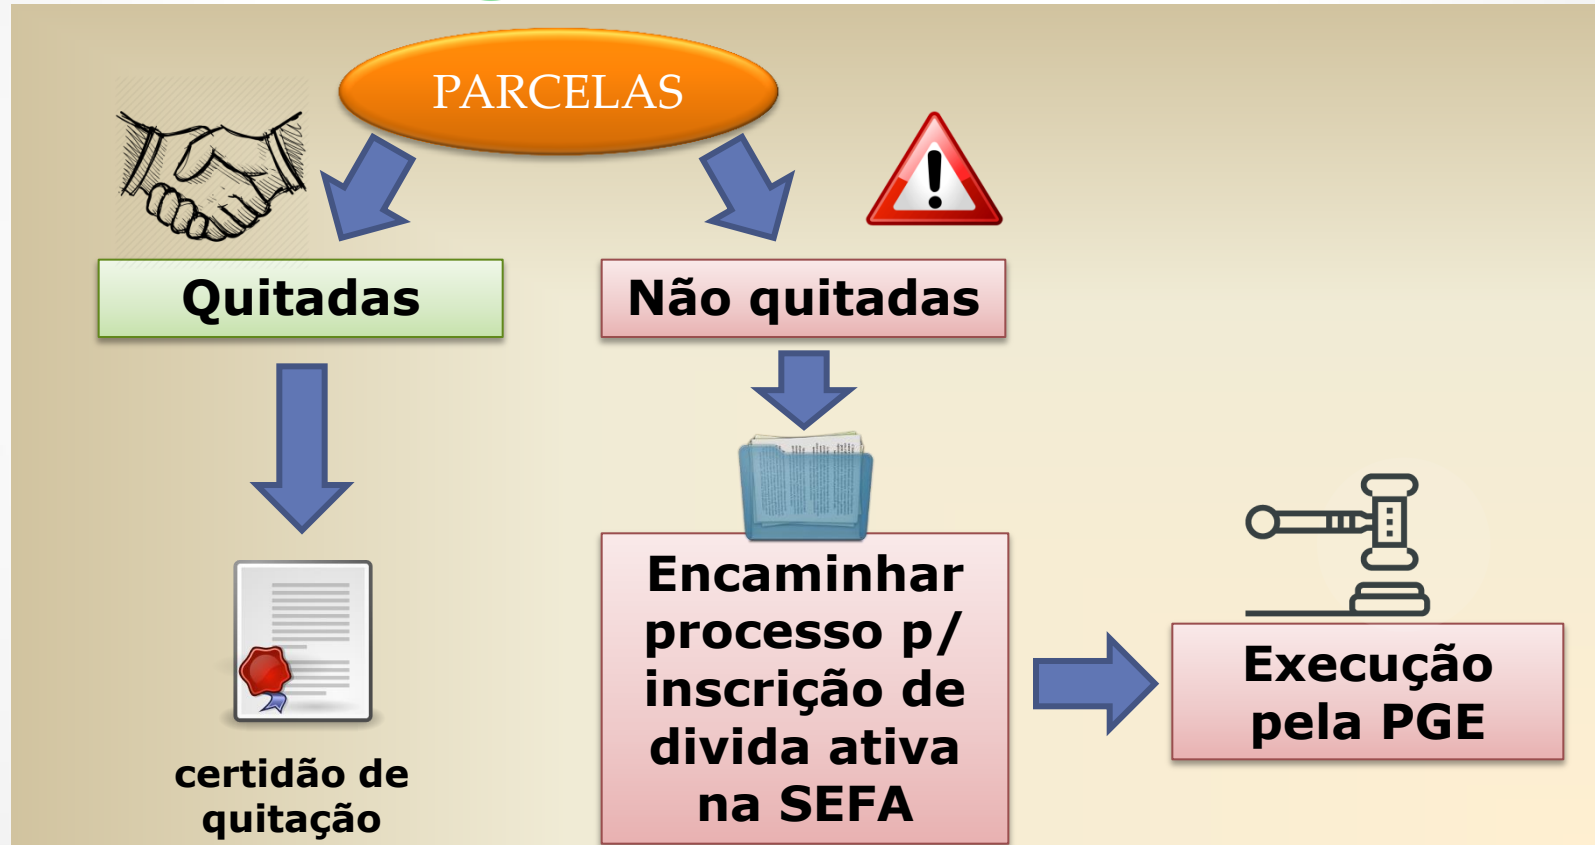 PARCELAS
Quitadas
Não quitadas
certidão de
quitação
Encaminhar
processo p/
inscrição de
divida ativa
na SEFA
Execução
pela PGE